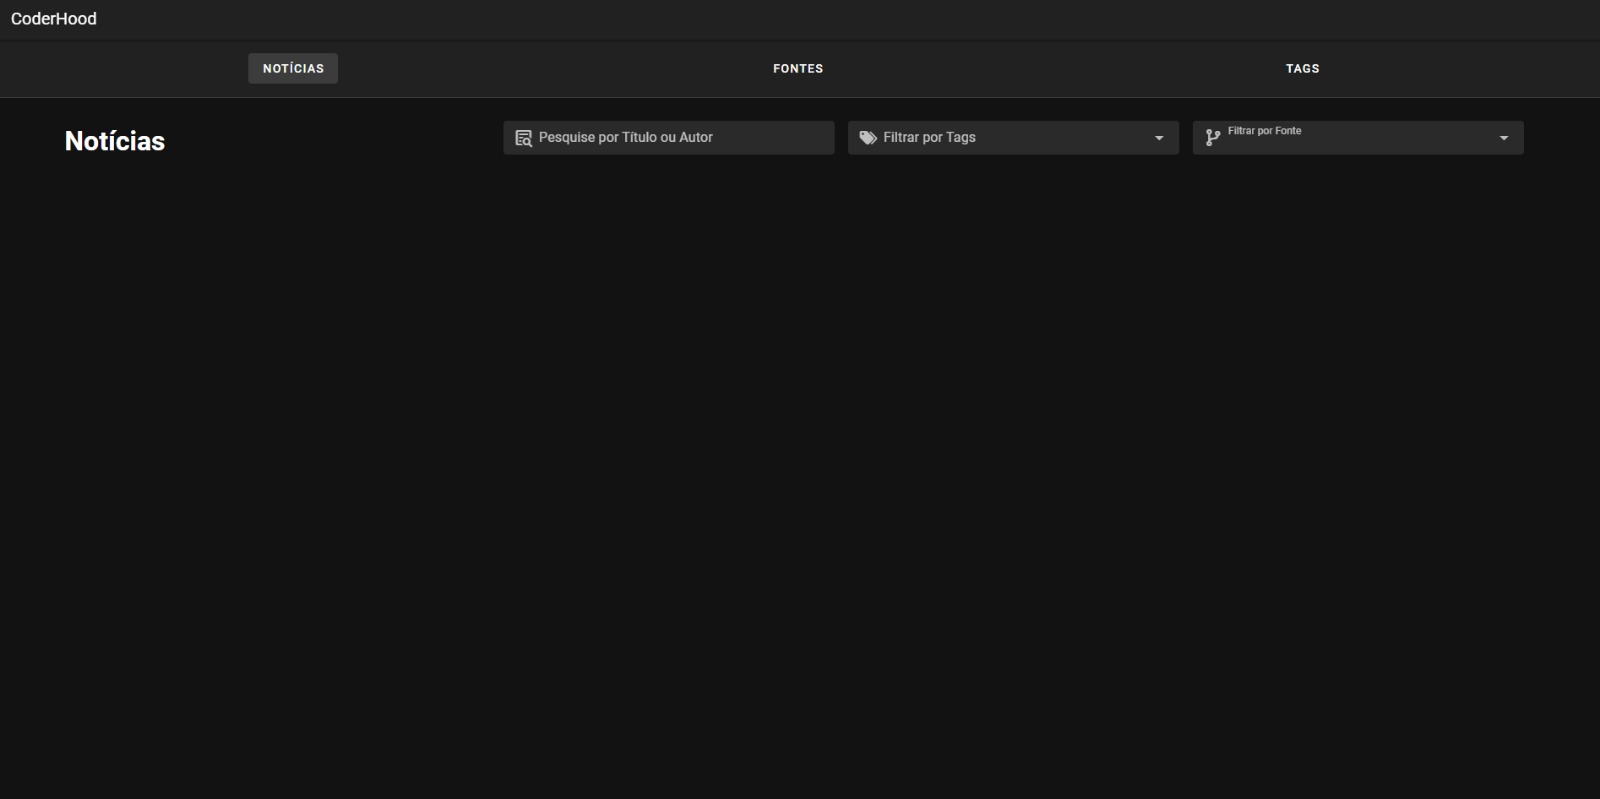 CoderHood
NOTÍCIAS
FONTES
TAGS
Notícias
Pesquise por Título ou Autor
Filtrar por Tags
Filtrar por Fonte